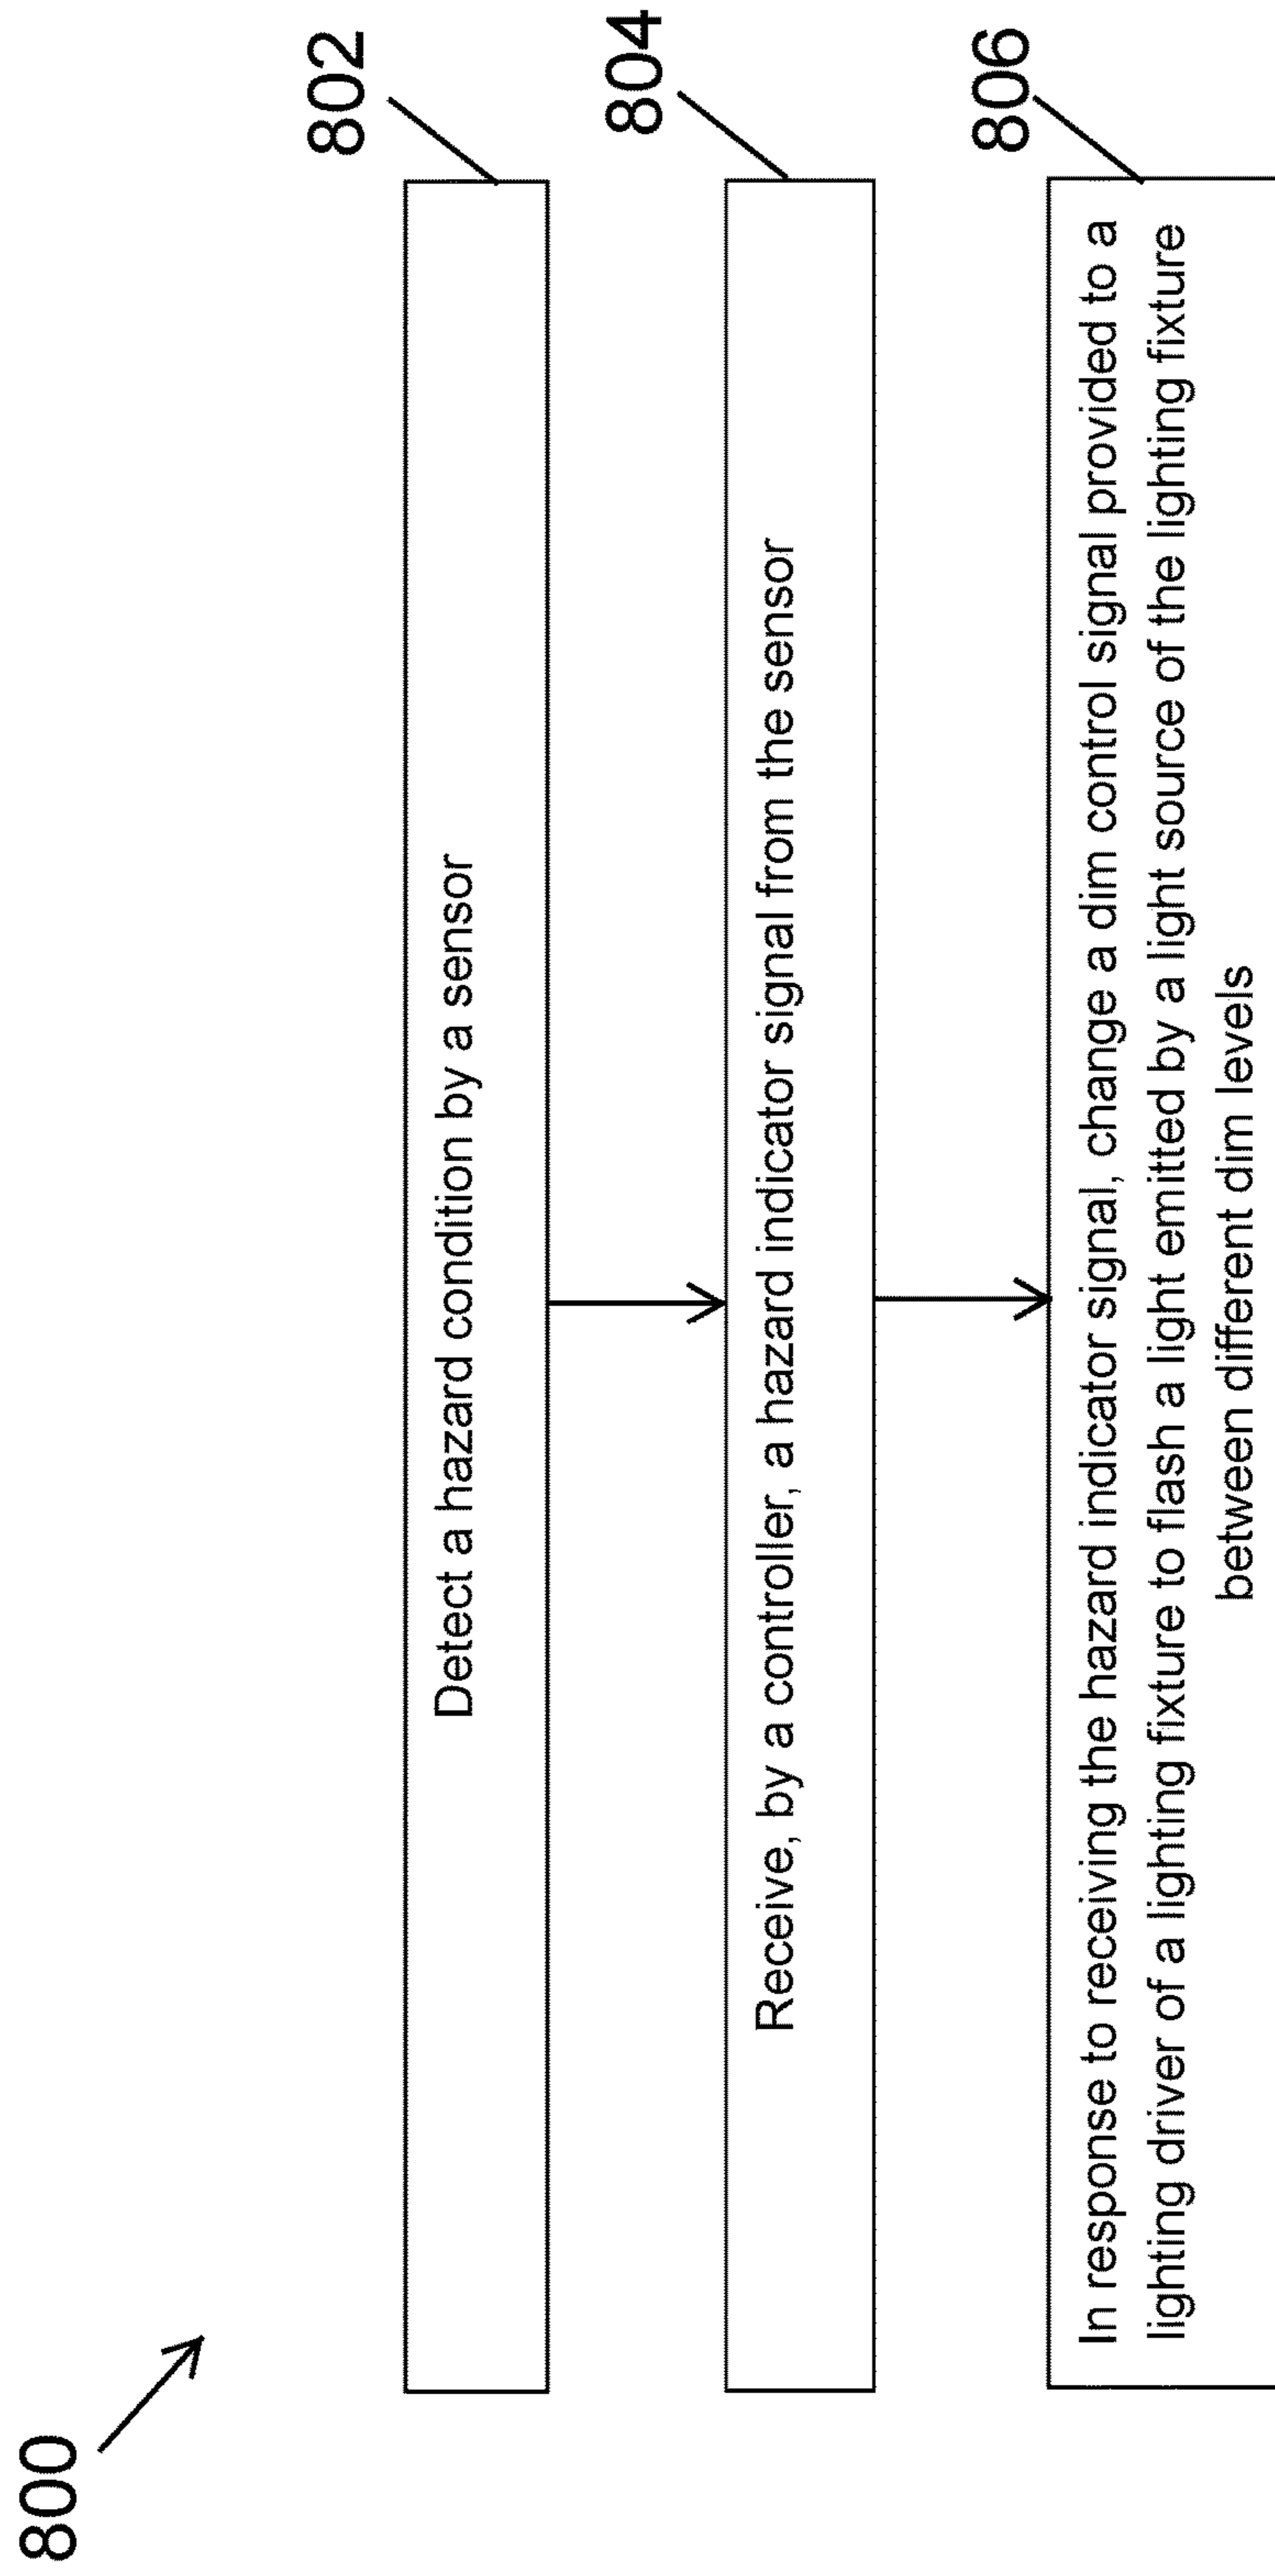 800
802
Detect a hazard condition by a sensor
804
Receive, by a controller, a hazard indicator signal from the sensor
806
In response to receiving the hazard indicator signal, change a dim control signal provided to a
lighting driver of a lighting fixture to flash a light emitted by a light source of the lighting fixture
between different dim levels